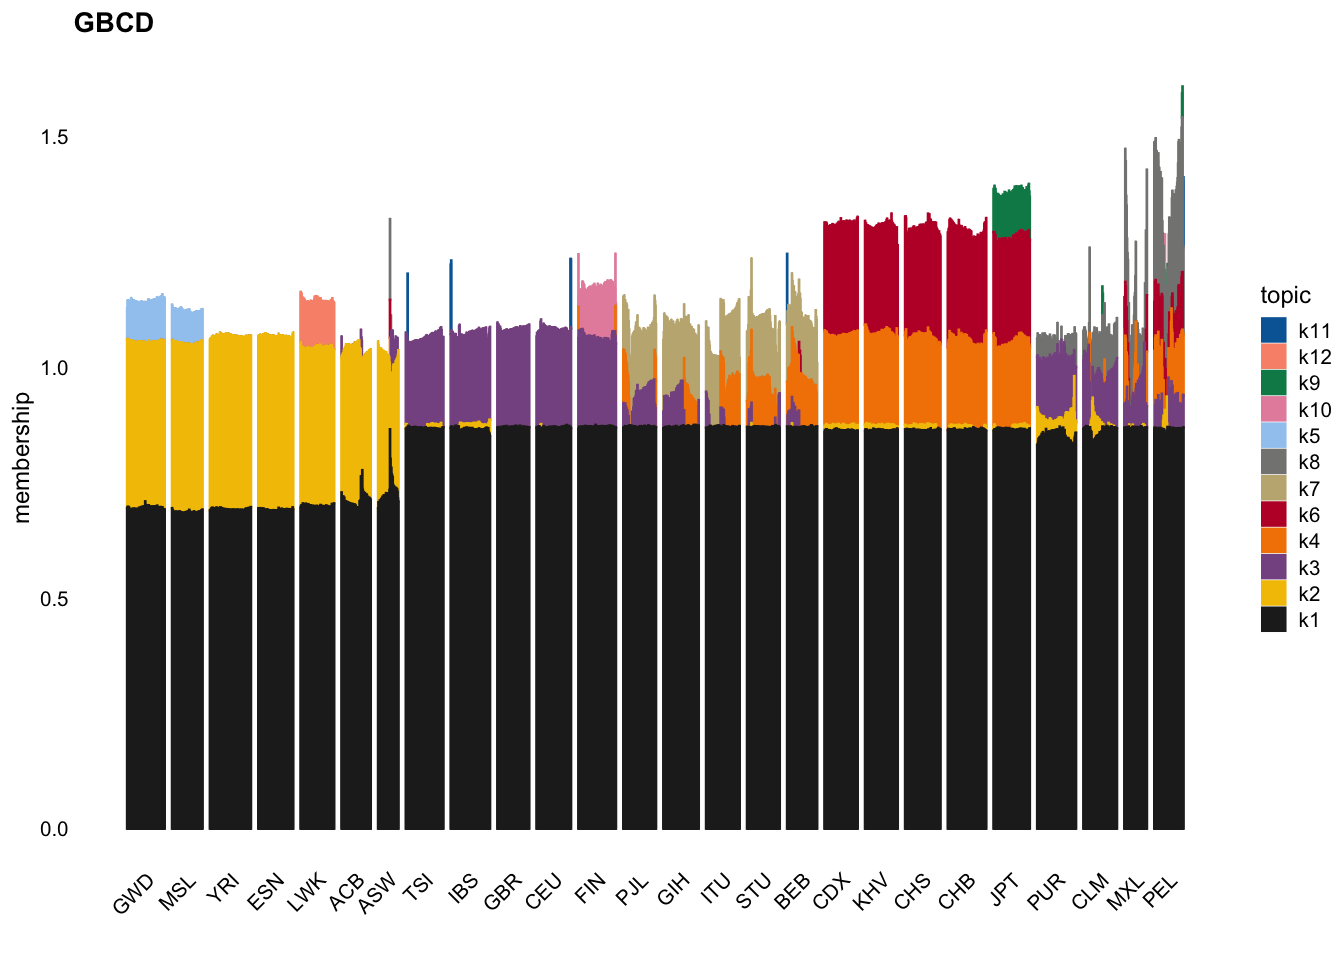 GBCD
1.5
1.0
0.5
0.0
membership
GWD
MSL
YRI
ESN
LWK
ACB
ASW
TSI
IBS
GBR
CEU
FIN
PJL
GIH
ITU
STU
BEB
CDX
KHV
CHS
CHB
JPT
PUR
CLM
MXL
PEL
topic
k11
k12
k9
k10
k5
k8
k7
k6
k4
k3
k2
k1